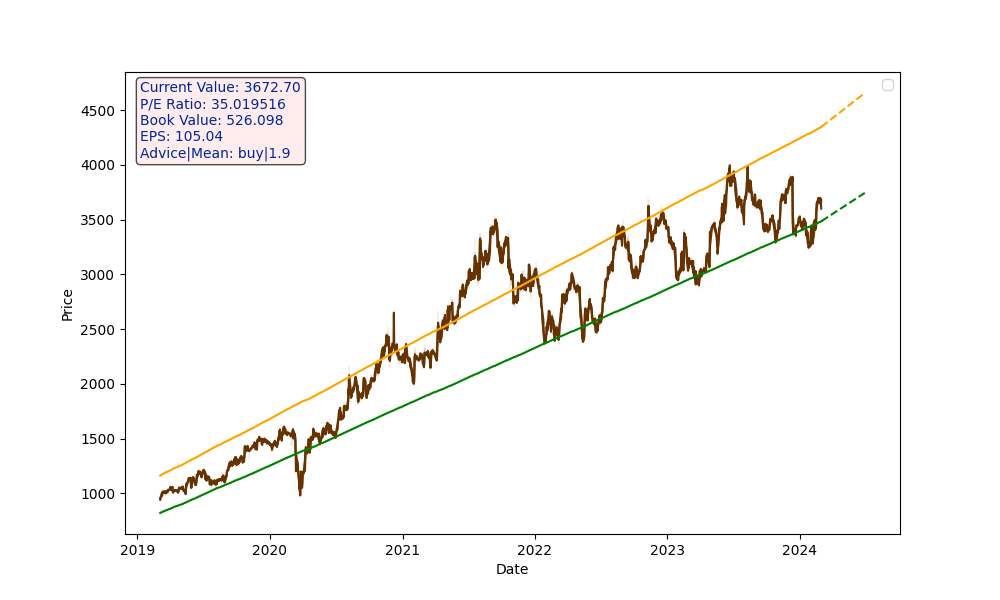 Current Value: 3672.70
P/E Ratio: 35.019516
Book Value: 526.098
EPS: 105.04
Advice|Mean: buy|1.9
4500
4000
3500
3000
2500
2000
1500
1000
Price
2019 2020 2021 2022 2023 2024
Date